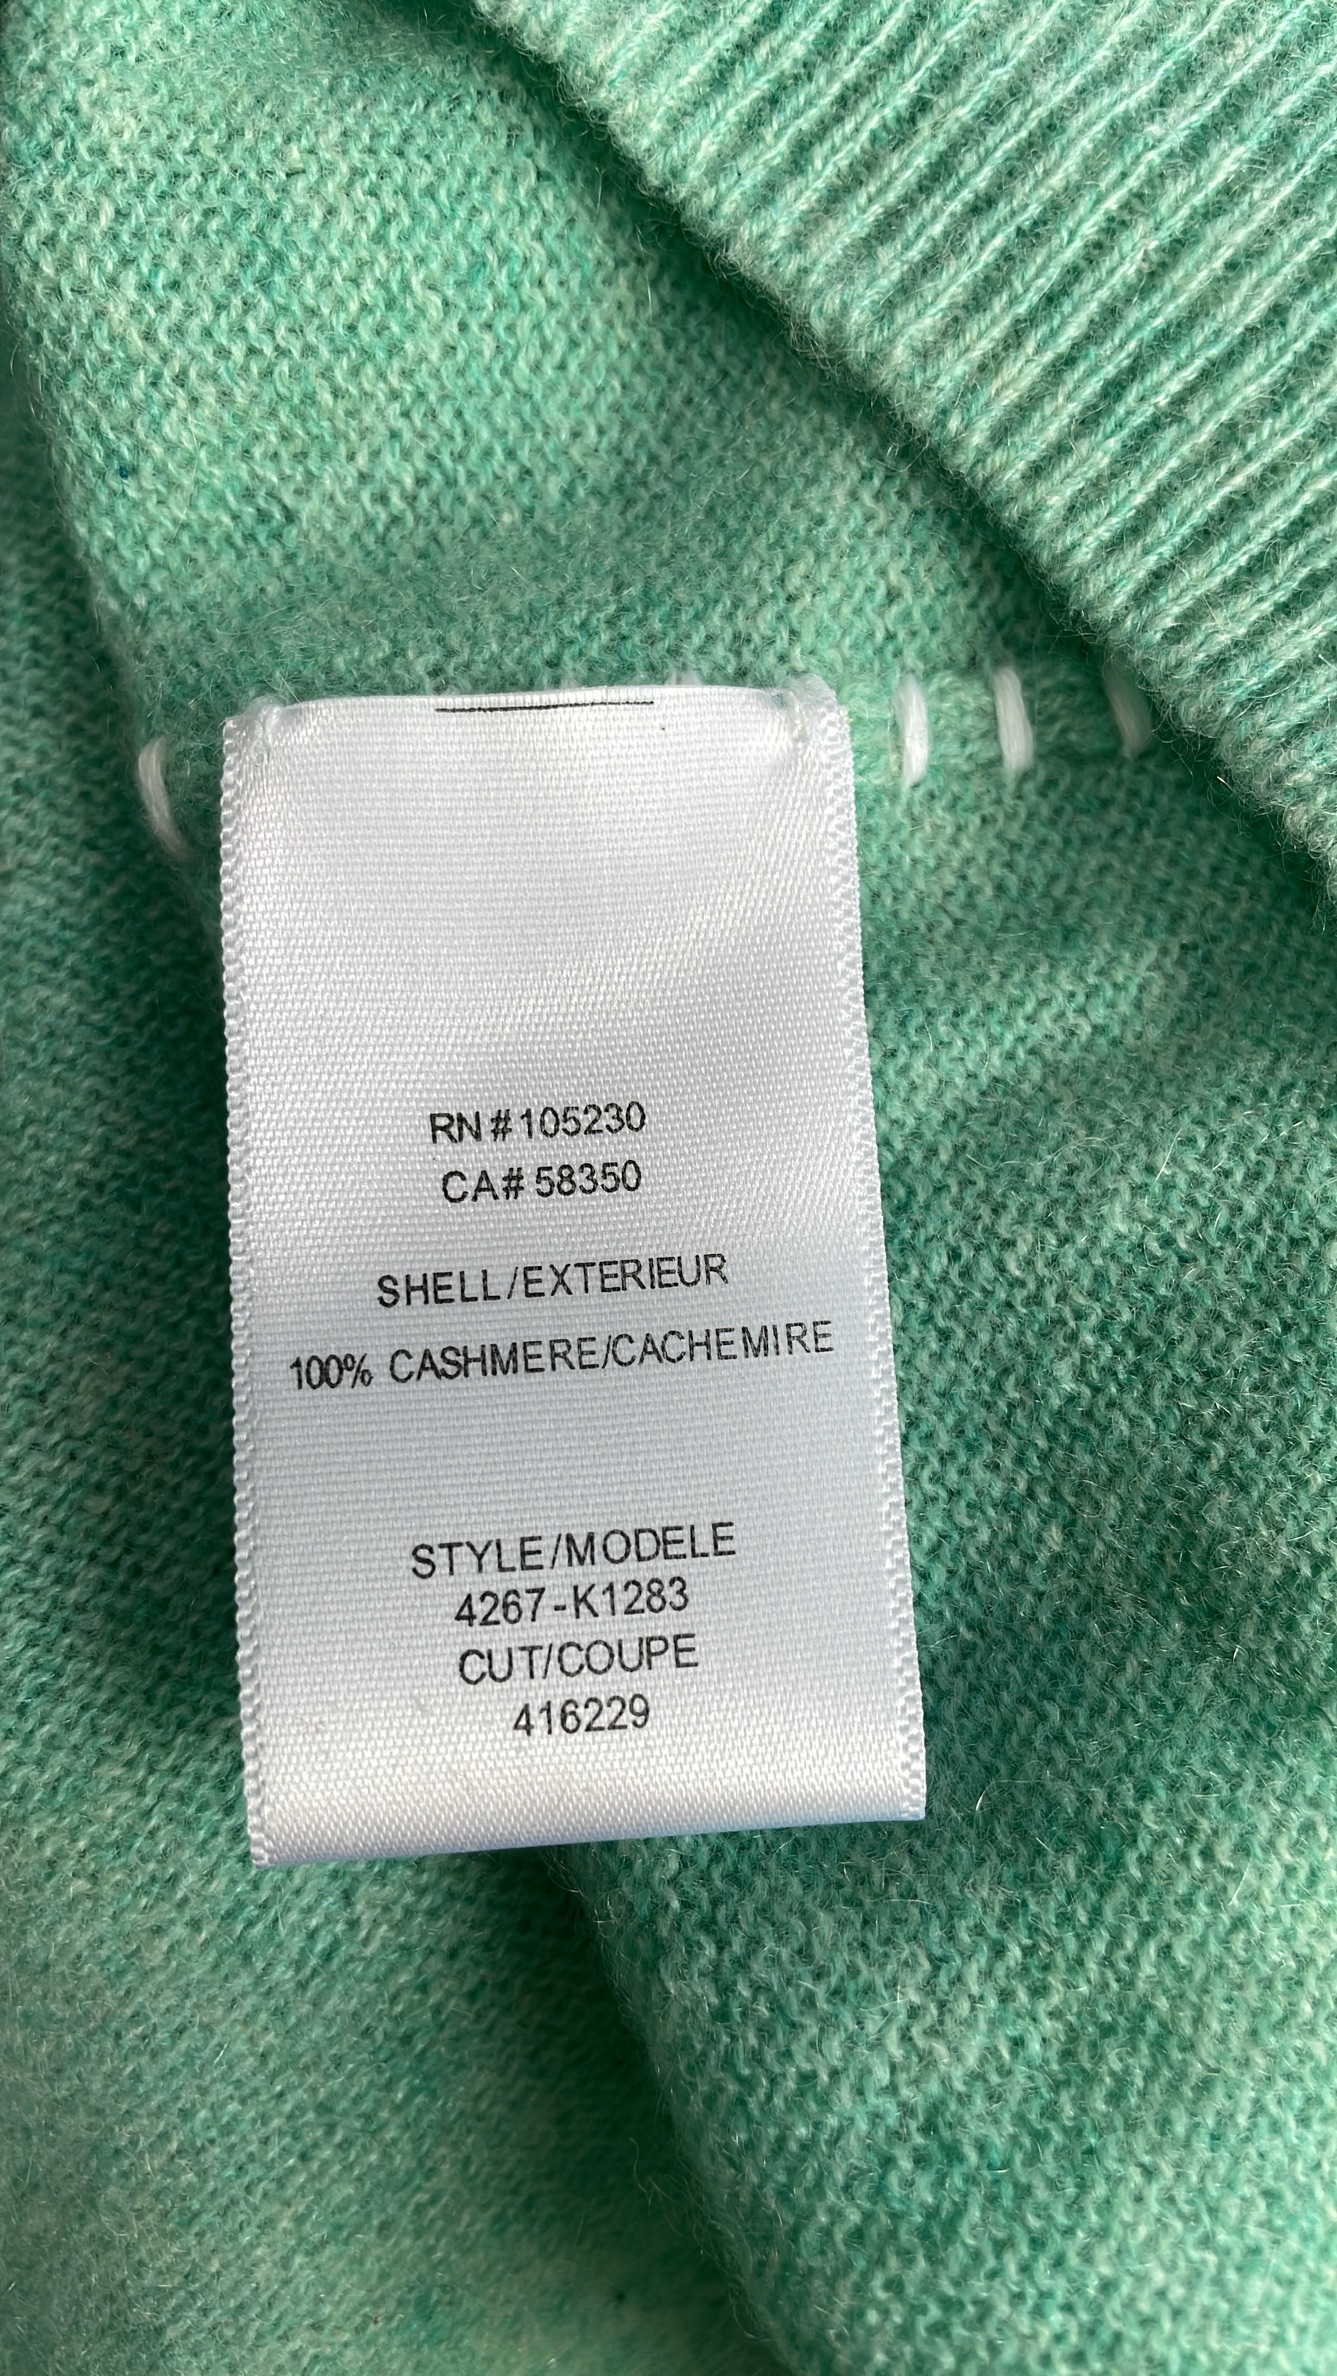 RN#105230
CA#58350
SHELL/EXTERIEUR
100% CASHMERE/CACHEMIRE
STYLE/MODELE
4267-K1283
CUT/COUPE
416229